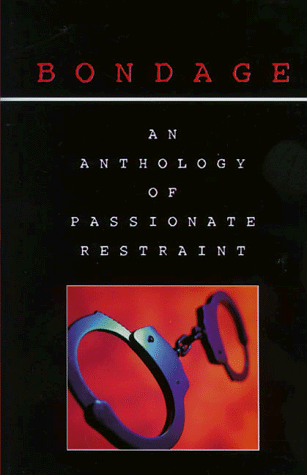 BONDAGE
AN
ANTHOLOGY
OF
PASSIONATE
RESTRAINT